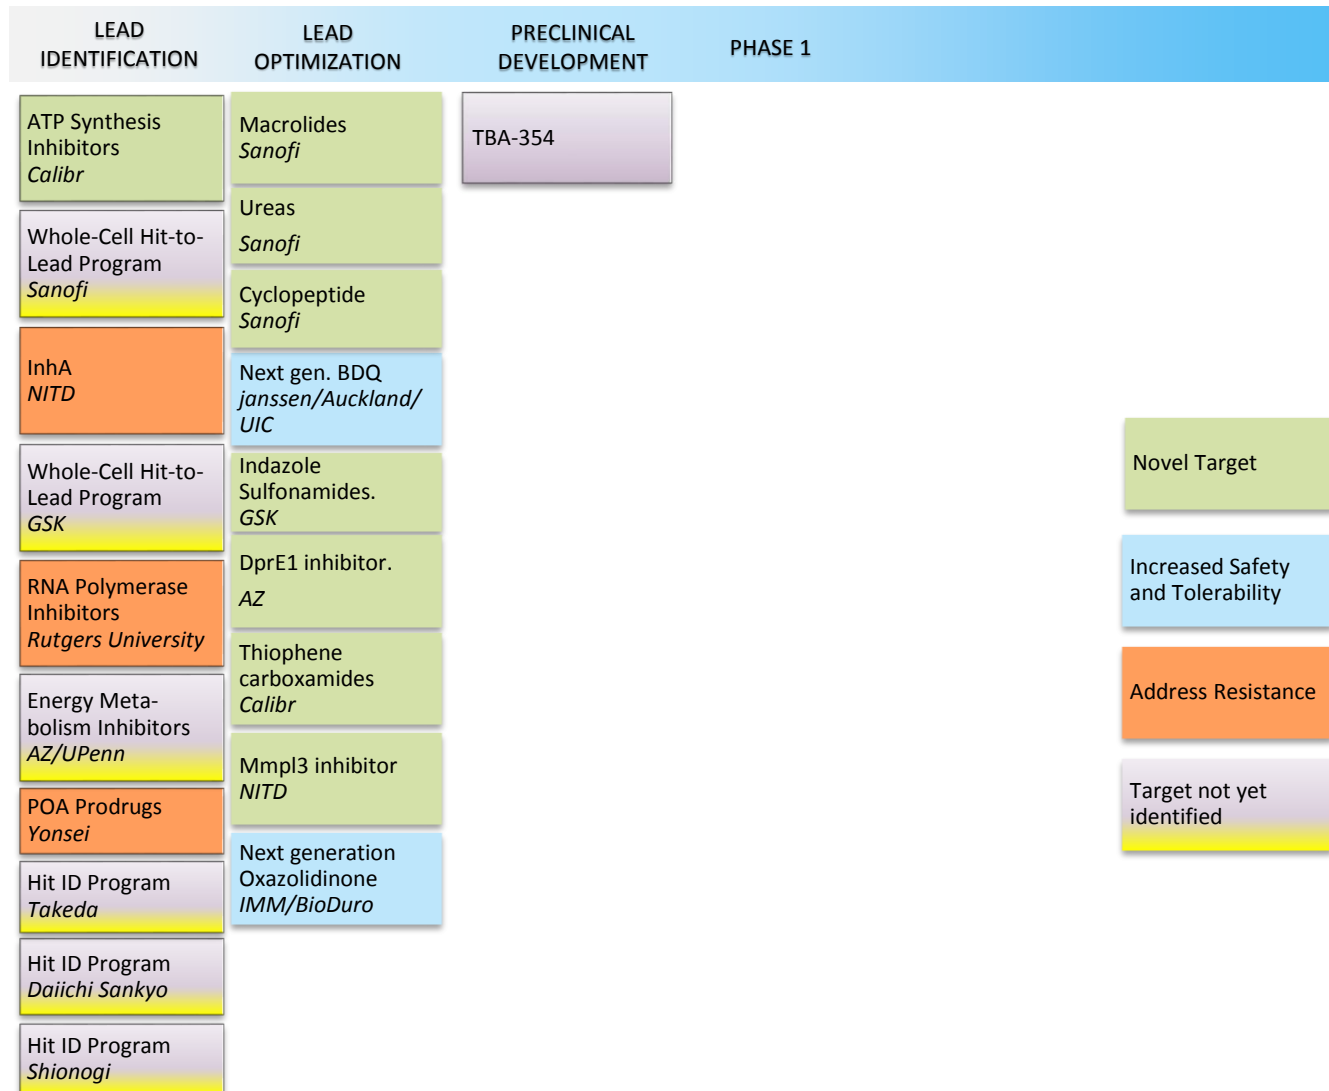 LEAD
IDENTIFICATION
LEAD
OPTIMIZATION
PRECLINICAL
DEVELOPMENT
PHASE 1
ATP Synthesis
Inhibitors
Calibr
Whole-Cell Hit-to-
Lead Program
Sanofi
InhA
NITD
Whole-Cell Hit-to-
Lead Program
GSK
RNA Polymerase
Inhibitors
Rutgers University
Energy Meta-
bolism Inhibitors
AZ/UPenn
POA Prodrugs
Yonsei
Hit ID Program
Takeda
Hit ID Program
Daiichi Sankyo
Hit ID Program
Shionogi
Macrolides
Sanofi
Ureas
Sanofi
Cyclopeptide
Sanofi
Next gen. BDQ
janssen/Auckland/
UIC
Indazole
Sulfonamides.
GSK
DprE1 inhibitor.
AZ
Thiophene
carboxamides
Calibr
Mmpl3 inhibitor
NITD
Next generation
Oxazolidinone
IMM/BioDuro
TBA-354
Novel Target
Increased Safety
and Tolerability
Address Resistance
Target not yet
identified